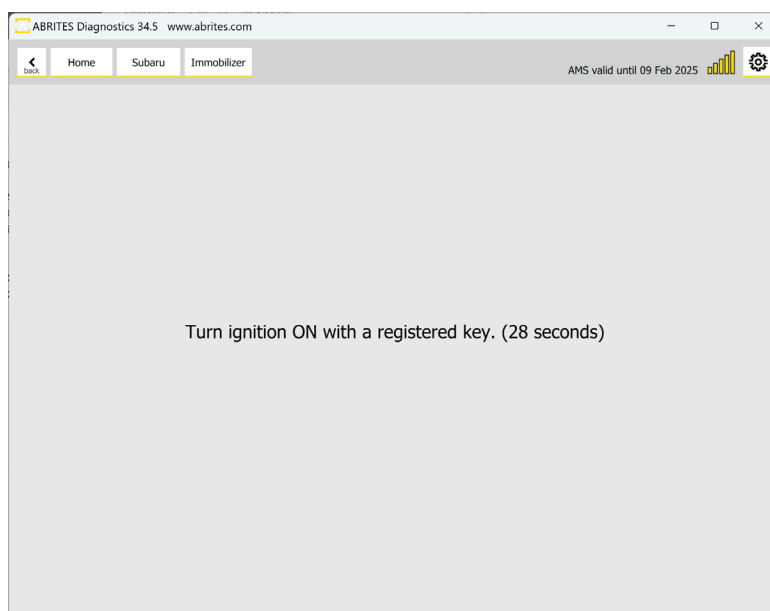 ABRITES Diagnostics 34.5 www.abrites.com
back Home Subaru Immobilizer AMS valid until 09 Feb 2025
Turn ignition ON with a registered key. (28 seconds)